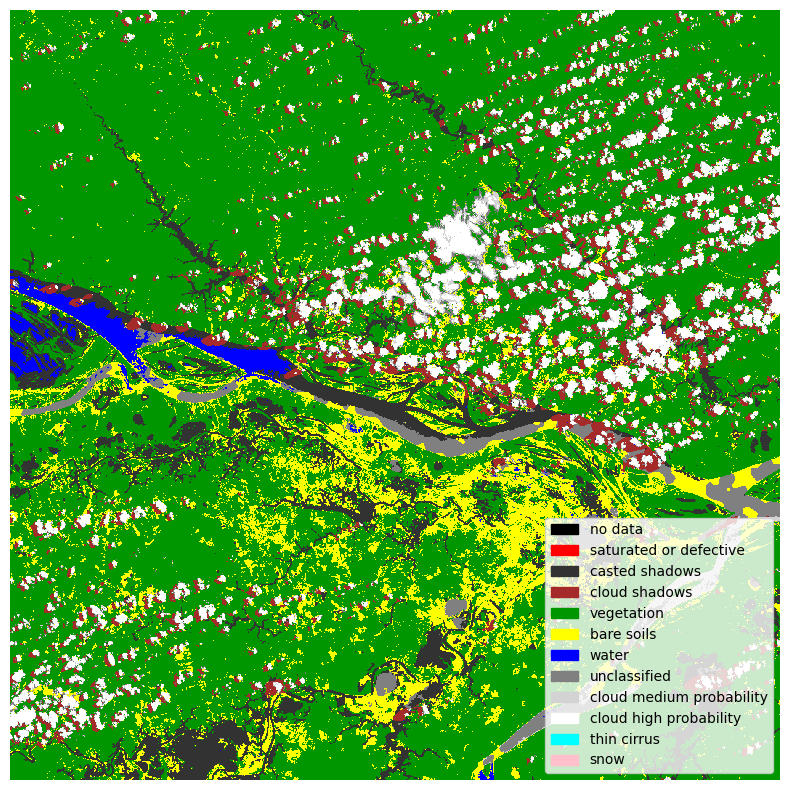 no data
saturated or defective
casted shadows
cloud shadows
vegetation
bare soils
water
unclassified
cloud medium probability
cloud high probability
thin cirrus
snow